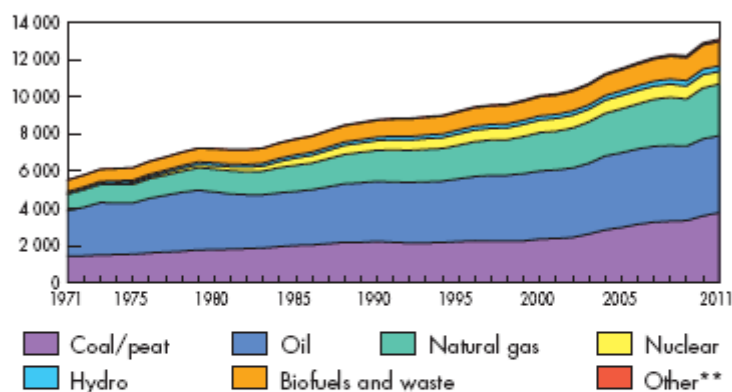 14 000
12 000
10 000
8 000
6 000
4 000
2 000
0
1971 1975 1980 1985 1990 1995 2000 2005 2011
Coal/peat Oil Natural gas Nuclear
Hydro Biofuels and waste Other**